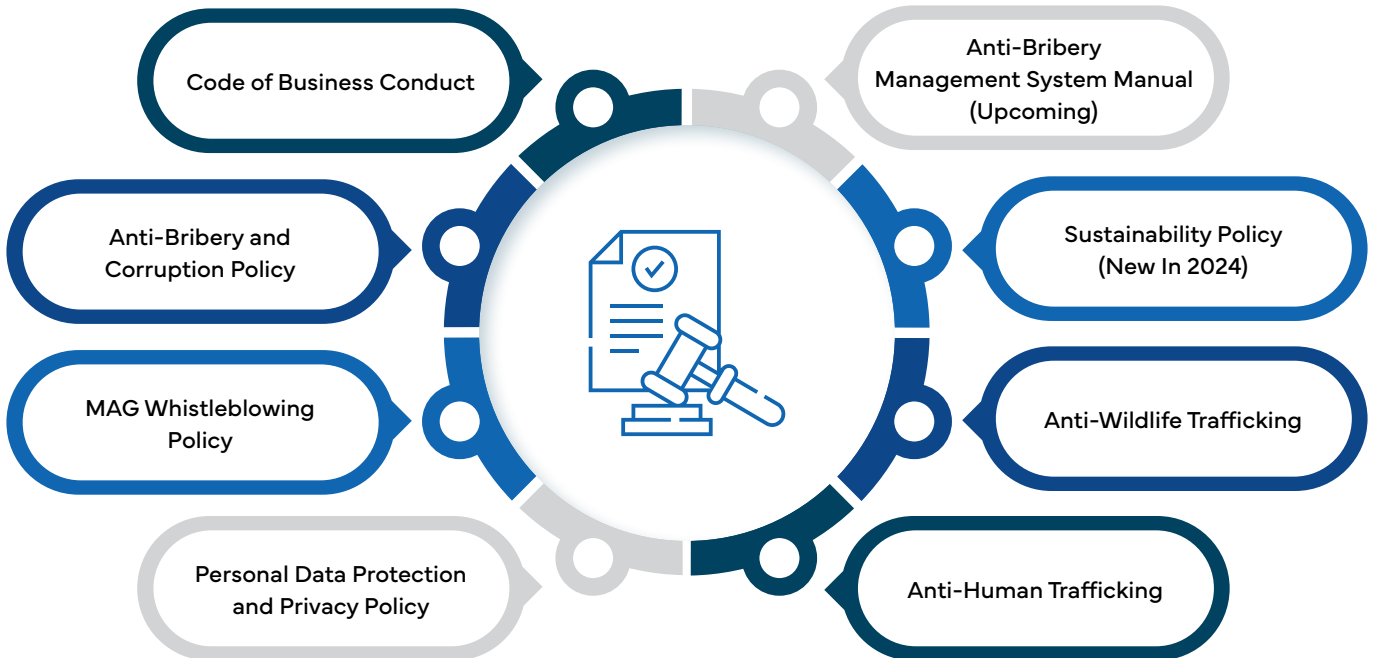 Code of Business Conduct
Anti-Bribery and
Corruption Policy
MAG Whistleblowing
Policy
Personal Data Protection
and Privacy Policy
Anti-Bribery
Management System Manual
(Upcoming)
Sustainability Policy
(New In 2024)
Anti-Wildlife Trafficking
Anti-Human Trafficking